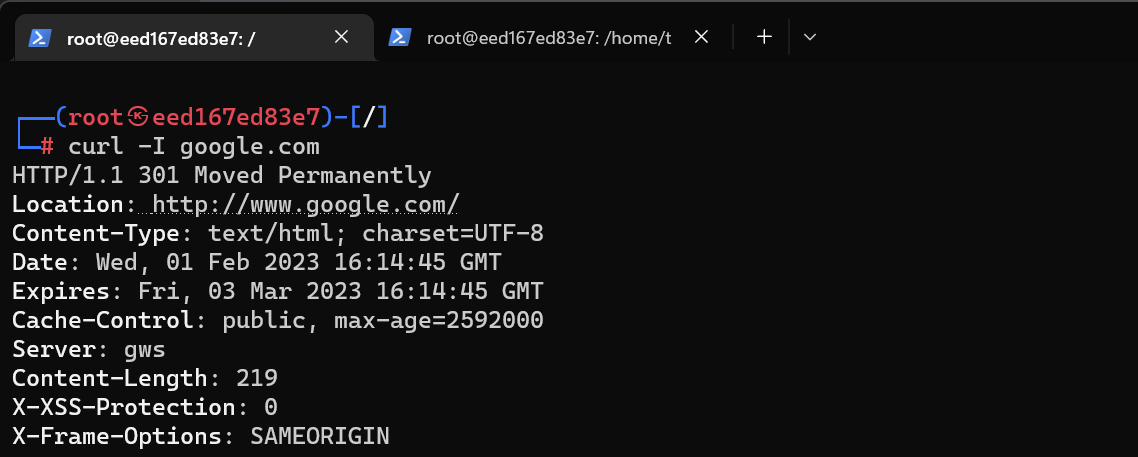 root@eed167ed83e7: /
root@eed167ed83e7: /home/t
┌──(root㉿eed167ed83e7)-[/]
└─# curl -I google.com
HTTP/1.1 301 Moved Permanently
Location: http://www.google.com/
Content-Type: text/html; charset=UTF-8
Date: Wed, 01 Feb 2023 16:14:45 GMT
Expires: Fri, 03 Mar 2023 16:14:45 GMT
Cache-Control: public, max-age=2592000
Server: gws
Content-Length: 219
X-XSS-Protection: 0
X-Frame-Options: SAMEORIGIN